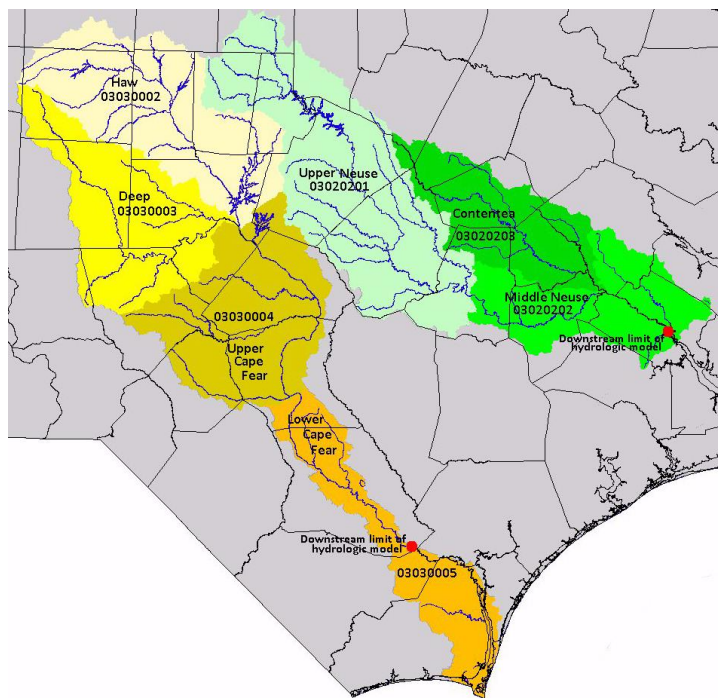 Haw
03030002
Upper Neuse
03020201
Deep
03030003
Contentea
03020203
Middle Neuse
03020202
03030004
Downstream limit of
hydrologic model
Upper
Cape
Fear
Lower
Cape
Fear
Downstream limit of
hydrologic model
03030005